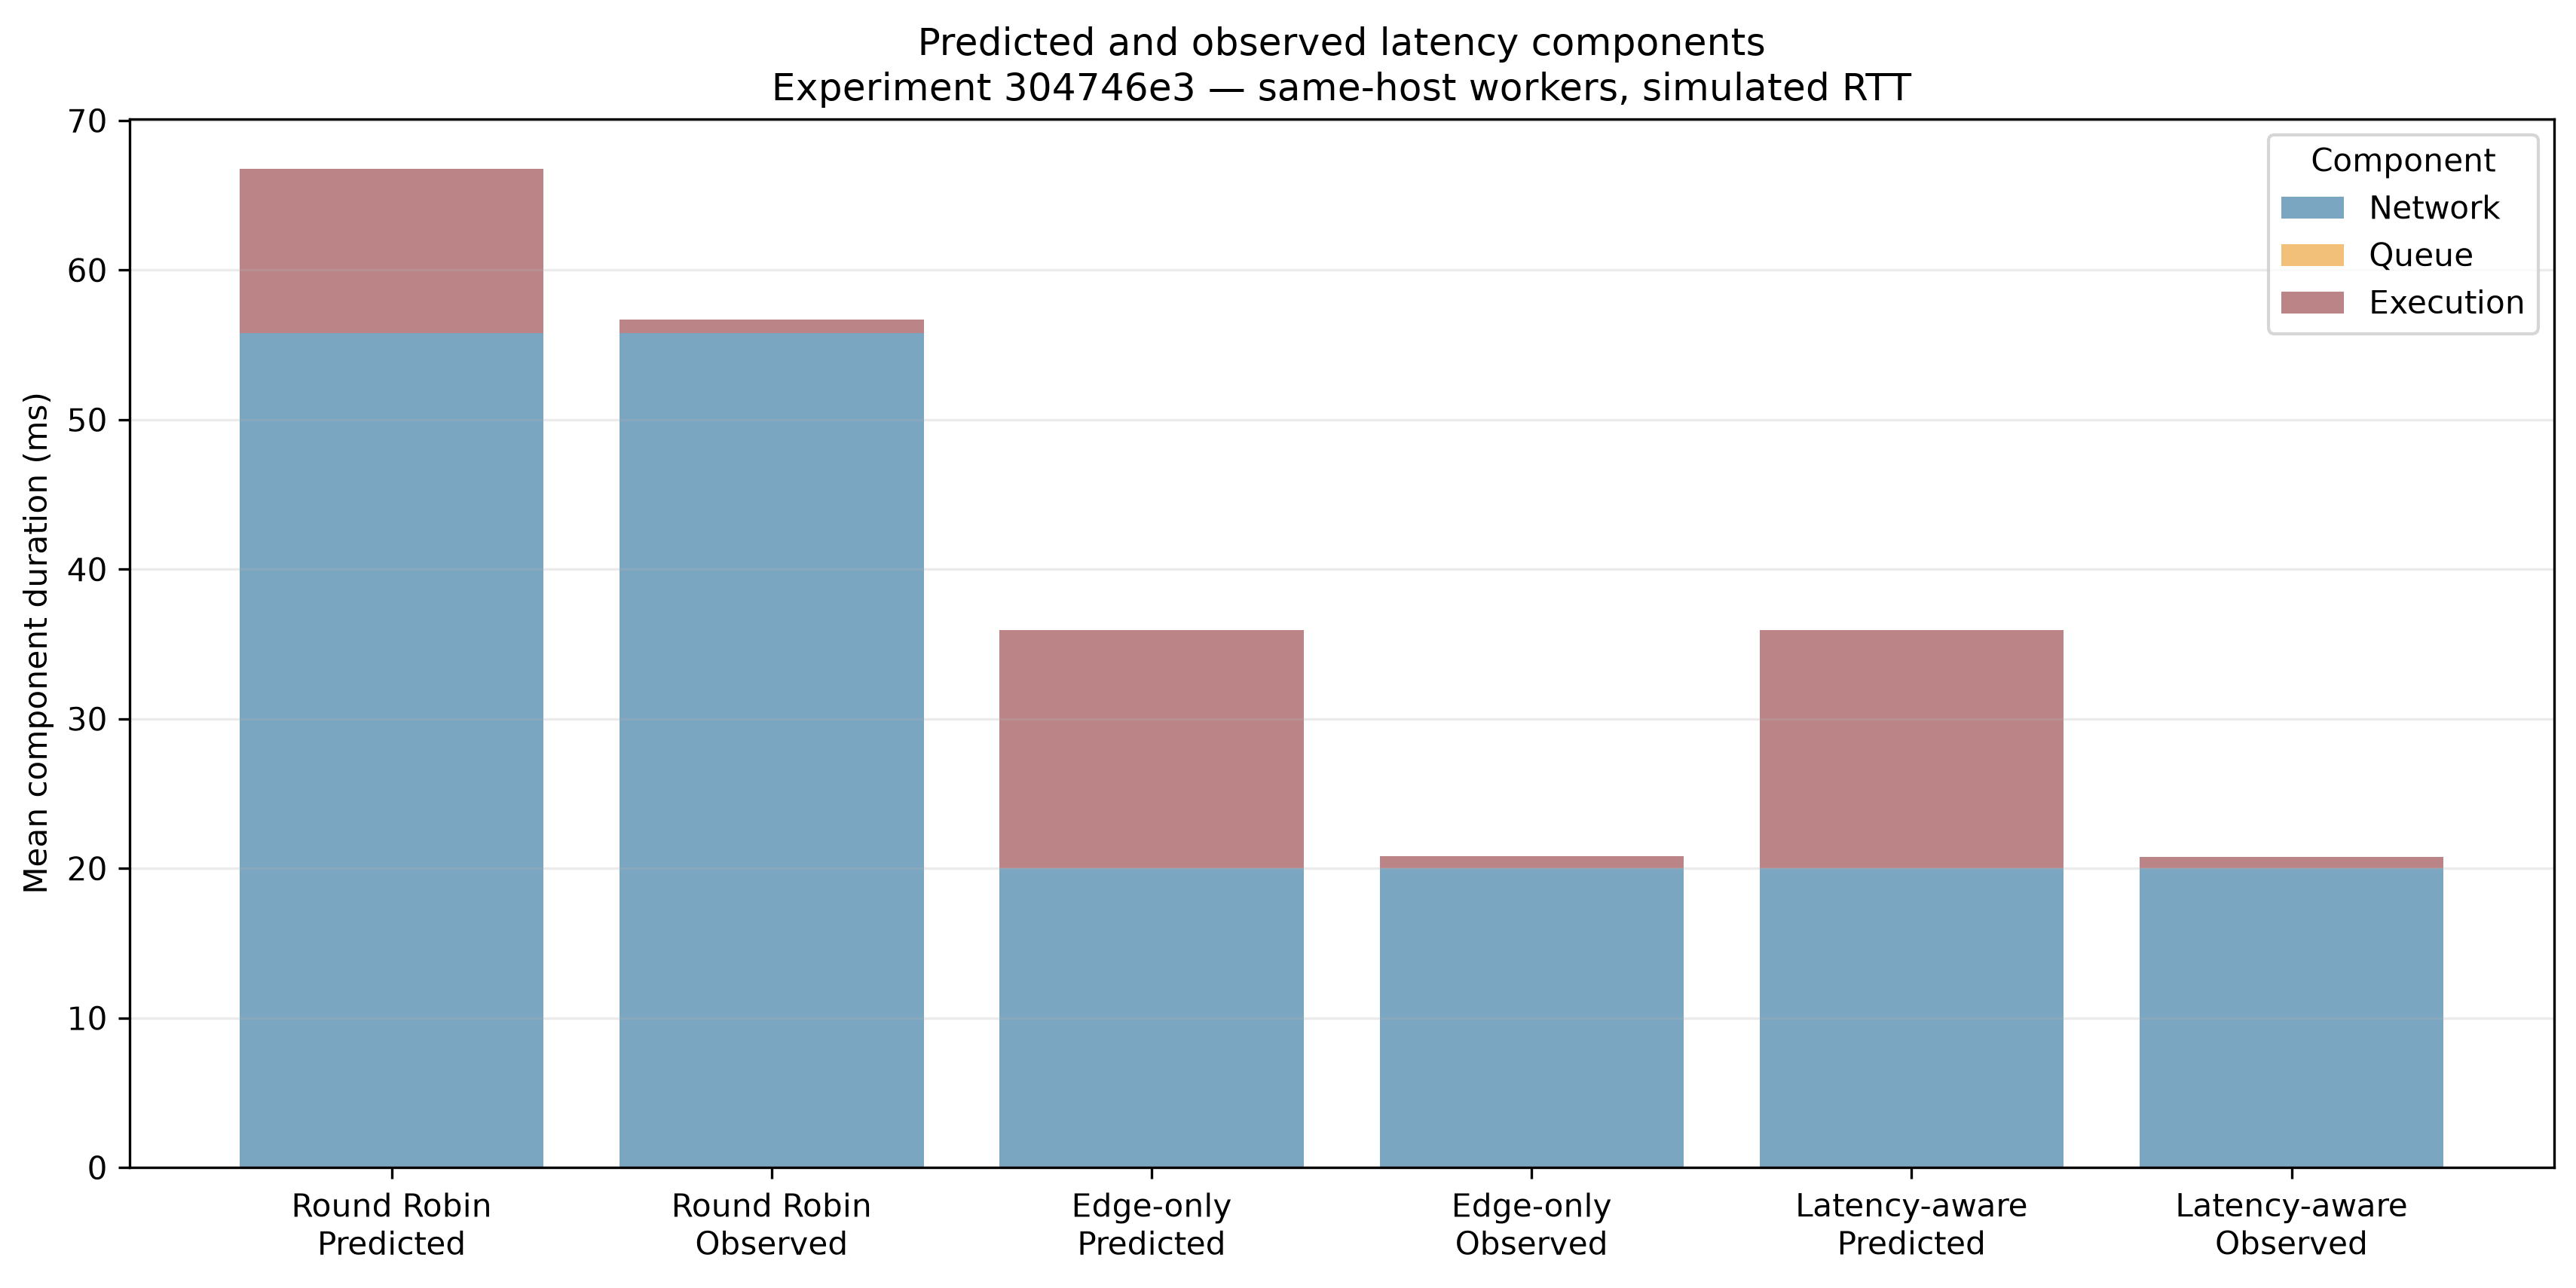 Predicted and observed latency components
Experiment 304746e3 — same-host workers, simulated RTT
Mean component duration (ms)
70
60
50
40
30
20
10
0
Component
Network
Queue
Execution
Round Robin
Predicted
Round Robin
Observed
Edge-only
Predicted
Edge-only
Observed
Latency-aware
Predicted
Latency-aware
Observed